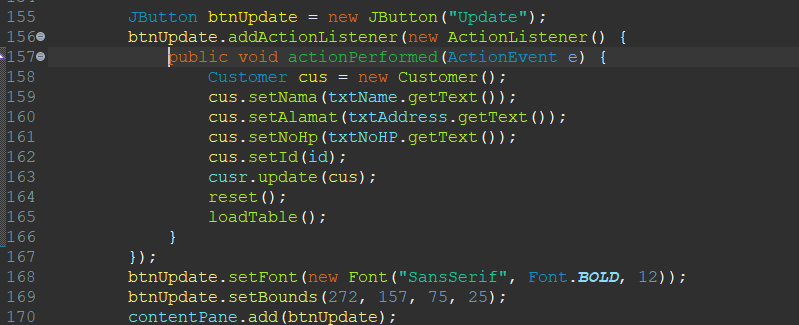 155 JButton btnUpdate = new JButton("Update");
156 btnUpdate.addActionListener(new ActionListener() {
157 public void actionPerformed(ActionEvent e) {
158 Customer cus = new Customer();
159 cus.setNama(txtName.getText());
160 cus.setAlamat(txtAddress.getText());
161 cus.setNoHp(txtNoHP.getText());
162 cus.setId(id);
163 cusr.update(cus);
164 reset();
165 loadTable();
166 }
167 });
168 btnUpdate.setFont(new Font("SansSerif", Font.BOLD, 12));
169 btnUpdate.setBounds(272, 157, 75, 25);
170 contentPane.add(btnUpdate);